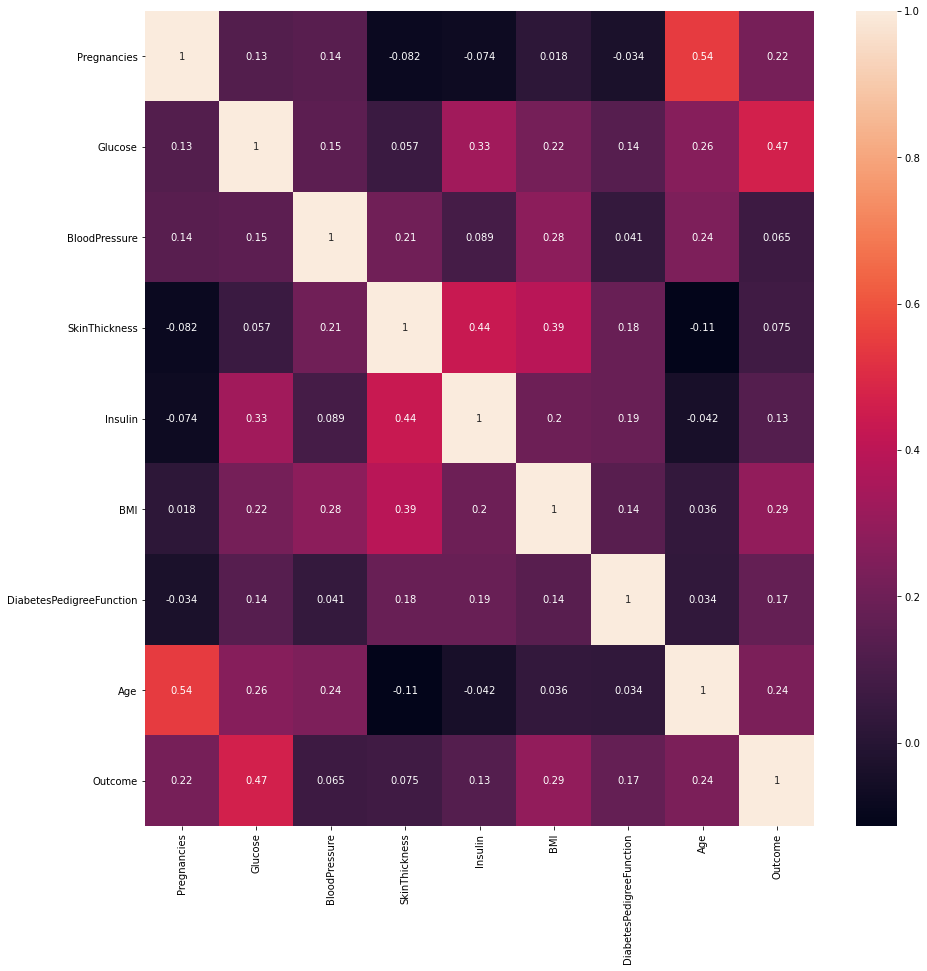 Pregnancies 1 0.13 0.14 -0.082 -0.074 0.018 -0.034 0.54 0.22
Glucose 0.13 1 0.15 0.057 0.33 0.22 0.14 0.26 0.47
BloodPressure 0.14 0.15 1 0.21 0.089 0.28 0.041 0.24 0.065
SkinThickness -0.082 0.057 0.21 1 0.44 0.39 0.18 -0.11 0.075
Insulin -0.074 0.33 0.089 0.44 1 0.2 0.19 -0.042 0.13
BMI 0.018 0.22 0.28 0.39 0.2 1 0.14 0.036 0.29
DiabetesPedigreeFunction -0.034 0.14 0.041 0.18 0.19 0.14 1 0.034 0.17
Age 0.54 0.26 0.24 -0.11 -0.042 0.036 0.034 1 0.24
Outcome 0.22 0.47 0.065 0.075 0.13 0.29 0.17 0.24 1
Pregnancies
Glucose
BloodPressure
SkinThickness
Insulin
BMI
DiabetesPedigreeFunction
Age
Outcome
1.0
0.8
0.6
0.4
0.2
0.0